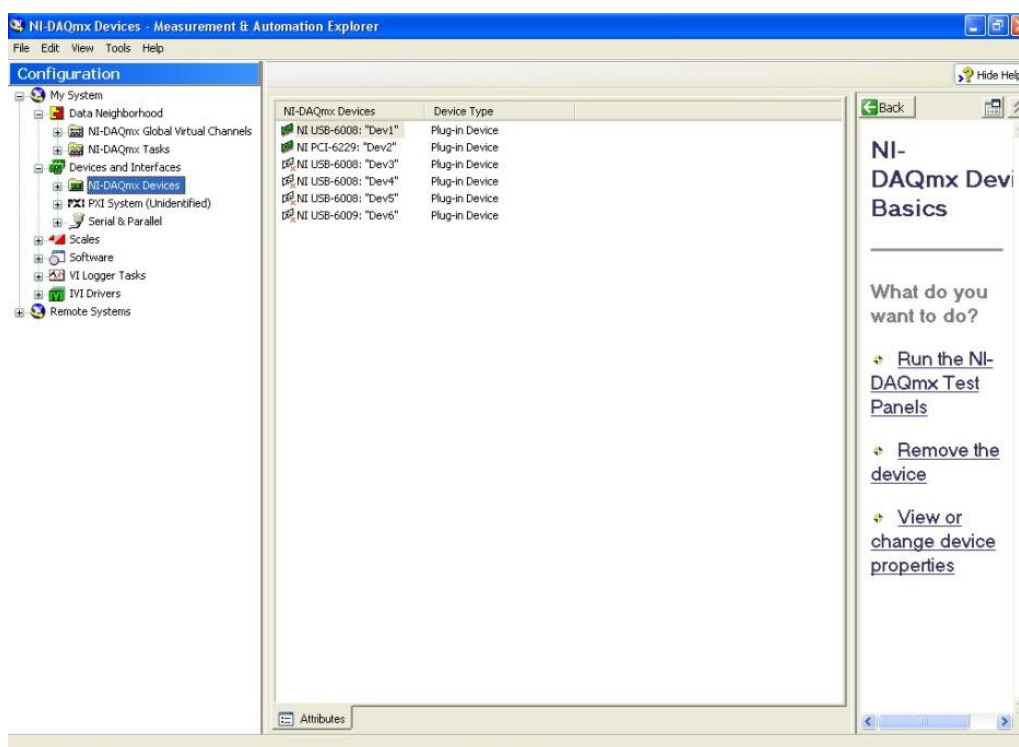 NI-DAQmx Devices - Measurement & Automation Explorer
File Edit View Tools Help
Configuration
Hide Help
My System
Data Neighborhood
NI-DAQmx Global Virtual Channels
NI-DAQmx Tasks
Devices and Interfaces
NI-DAQmx Devices
PXI PXI System (Unidentified)
Serial & Parallel
Scales
Software
VI Logger Tasks
IVI Drivers
Remote Systems
NI-DAQmx Devices Device Type
NI USB-6008: "Dev1" Plug-in Device
NI PCI-6229: "Dev2" Plug-in Device
NI USB-6008: "Dev3" Plug-in Device
NI USB-6008: "Dev4" Plug-in Device
NI USB-6008: "Dev5" Plug-in Device
NI USB-6009: "Dev6" Plug-in Device
Attributes
Back
NI-
DAQmx Devi
Basics
What do you
want to do?
Run the NI-
DAQmx Test
Panels
Remove the
device
View or
change device
properties